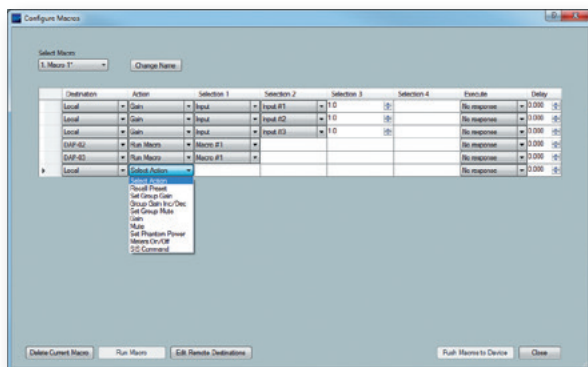 Configure Macros
Select Macro
1. Macro 1*
Change Name
Destination Action Selection 1 Selection 2 Selection 3 Selection 4 Execute Delay
Local Gain Input Input #1 1.0 No response 0.000
Local Gain Input Input #2 1.0 No response 0.000
Local Gain Input Input #3 1.0 No response 0.000
Run Macro Macro #1 No response 0.000
Run Macro Macro #1 No response 0.000
Local Select Action No response 0.000
Select Action
Recall Preset
Set Group Gain
Group Gain Inc/Dec
Set Group Mute
Gain
Mute
Set Phantom Power
Meters On/Off
SIS Command
Delete Current Macro Run Macro Edit Remote Destinations Push Macros to Device Close